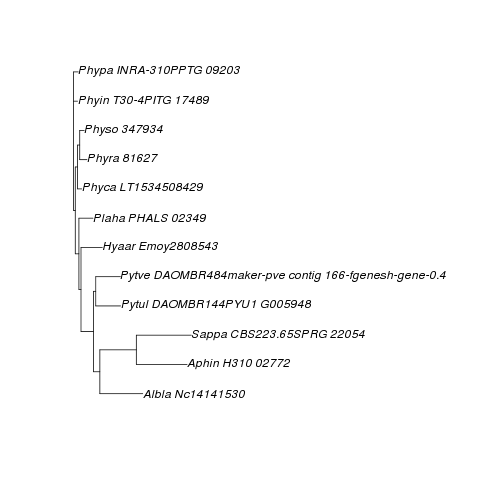 Phypa INRA-310PPTG 09203
Phyin T30-4PITG 17489
Physo 347934
Phyra 81627
Phyca LT1534508429
Plaha PHALS 02349
Hyaar Emoy2808543
Pytve DAOMBR484maker-pve contig 166-fgenesh-gene-0.4
Pytul DAOMBR144PYU1 G005948
Sappa CBS223.65SPRG 22054
Aphin H310 02772
Albla Nc14141530